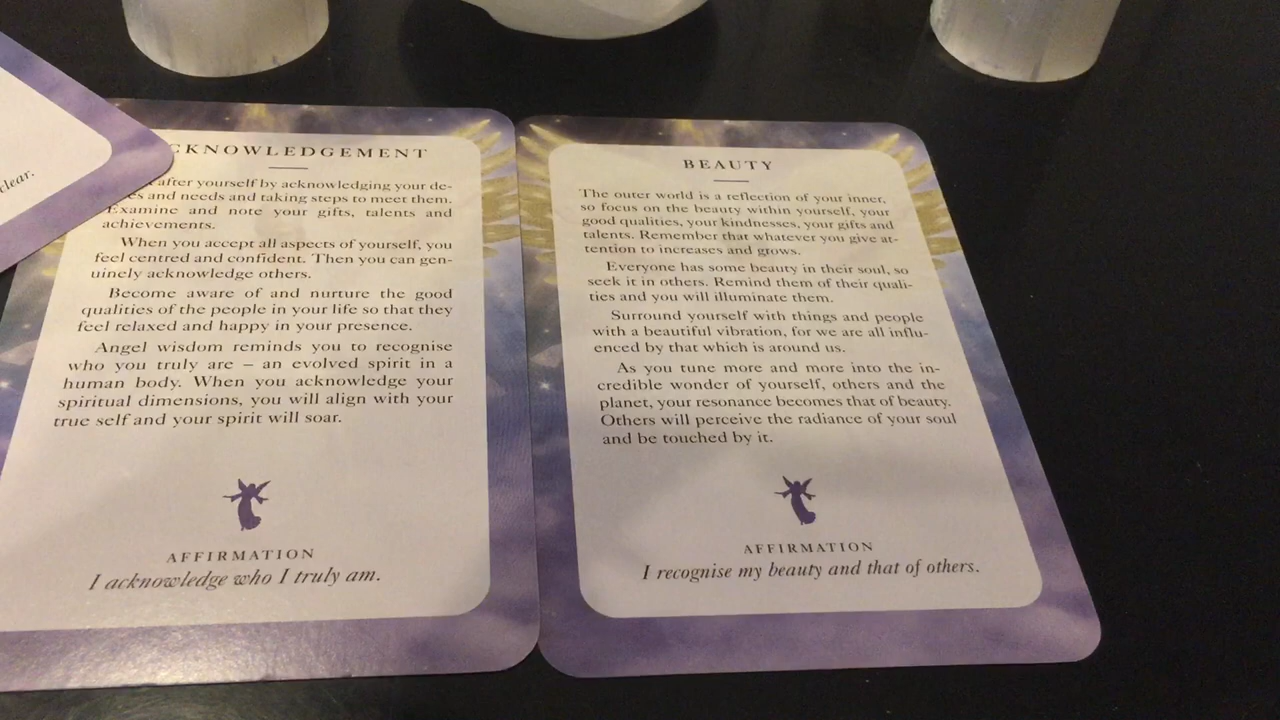 clear.
CKNOWLEDGEMENT
after yourself by acknowledging your de-
es and needs and taking steps to meet them.
Examine and note your gifts, talents and
achievements.
When you accept all aspects of yourself, you
feel centred and confident. Then you can gen-
uinely acknowledge others.
Become aware of and nurture the good
qualities of the people in your life so that they
feel relaxed and happy in your presence.
Angel wisdom reminds you to recognise
who you truly are – an evolved spirit in a
human body. When you acknowledge your
spiritual dimensions, you will align with your
true self and your spirit will soar.
AFFIRMATION
I acknowledge who I truly am.
BEAUTY
The outer world is a reflection of your inner,
so focus on the beauty within yourself, your
good qualities, your kindnesses, your gifts and
talents. Remember that whatever you give at-
tention to increases and grows.
Everyone has some beauty in their soul, so
seek it in others. Remind them of their quali-
ties and you will illuminate them.
Surround yourself with things and people
with a beautiful vibration, for we are all influ-
enced by that which is around us.
As you tune more and more into the in-
credible wonder of yourself, others and the
planet, your resonance becomes that of beauty.
Others will perceive the radiance of your soul
and be touched by it.
AFFIRMATION
I recognise my beauty and that of others.